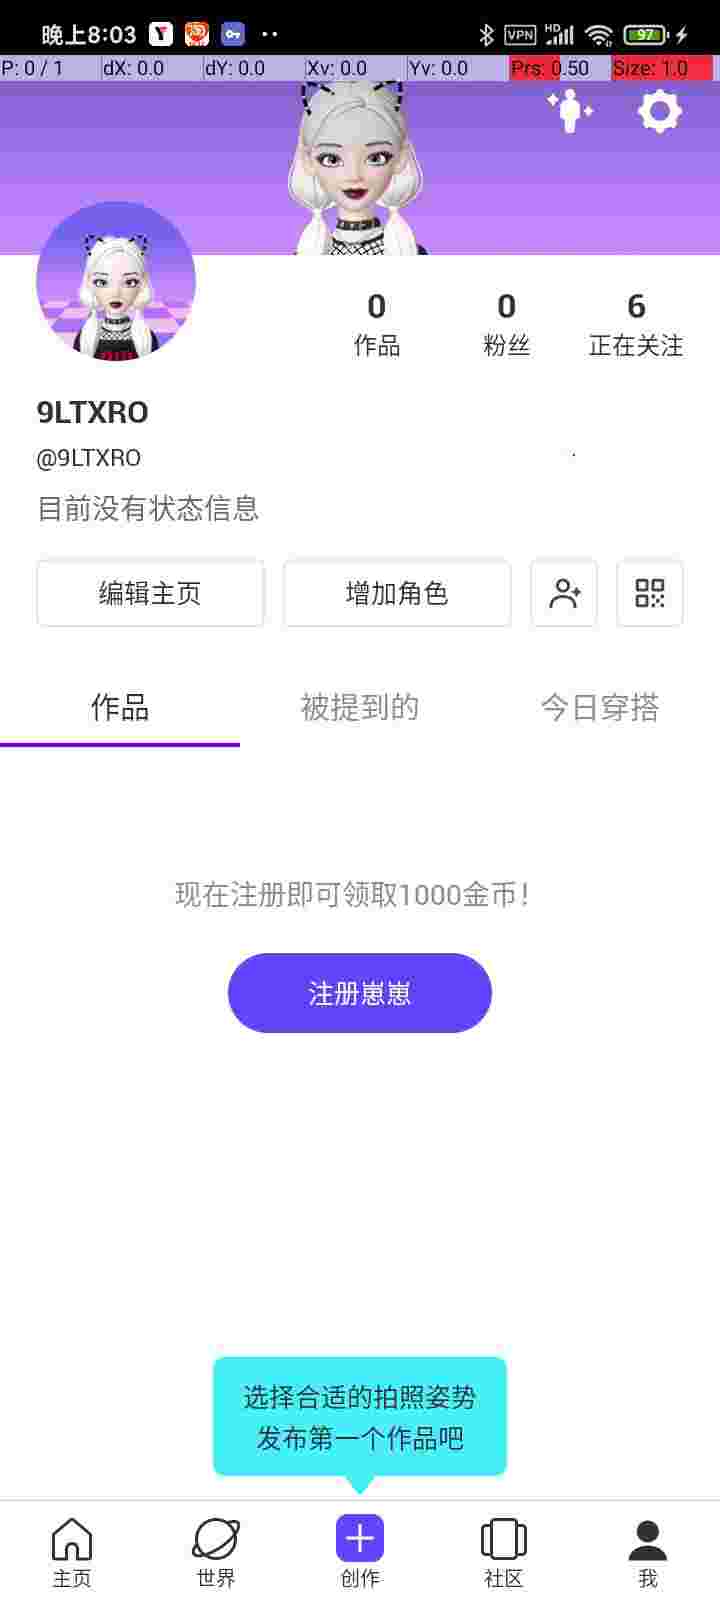 晚上8:03 VPN HD 97
P: 0 / 1 dX: 0.0 dY: 0.0 Xv: 0.0 Yv: 0.0 Prs: 0.50 Size: 1.0
0 0 6
作品 粉丝 正在关注
9LTXRO
@9LTXRO
目前没有状态信息
编辑主页 增加角色
作品 被提到的 今日穿搭
现在注册即可领取1000金币！
注册崽崽
选择合适的拍照姿势
发布第一个作品吧
主页 世界 创作 社区 我